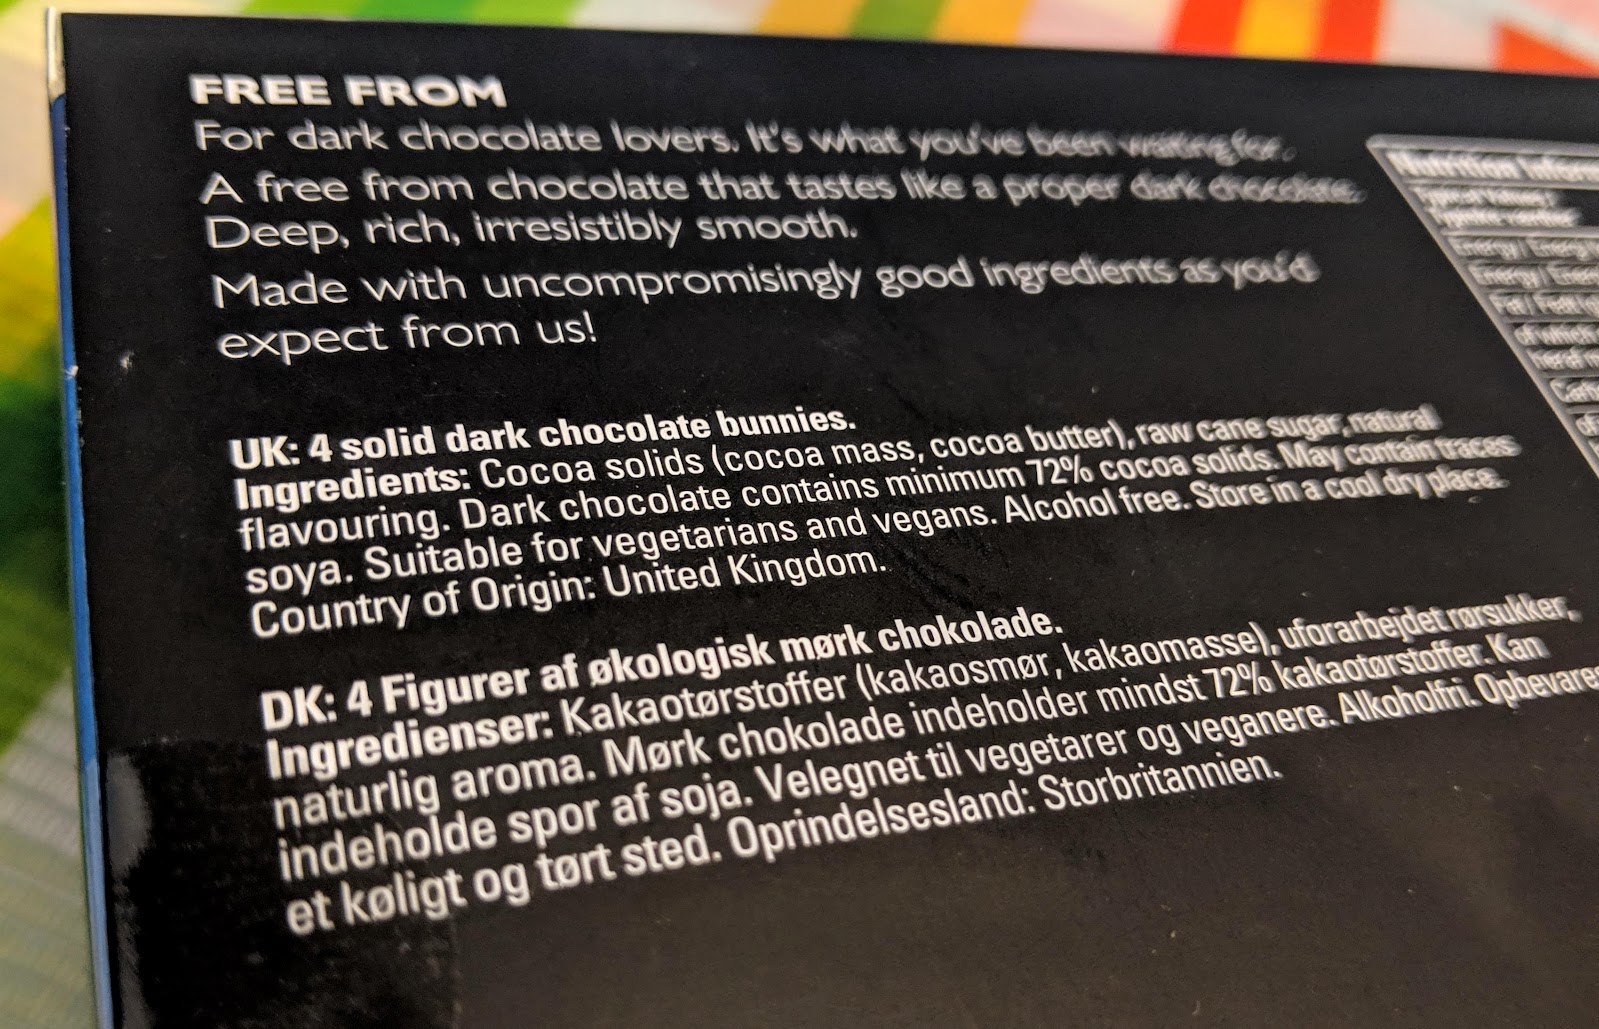 FREE FROM
For dark chocolate lovers. It's what you've been waiting for.
A free from chocolate that tastes like a proper dark chocolate.
Deep, rich, irresistibly smooth.
Made with uncompromisingly good ingredients as you'd
expect from us!
UK: 4 solid dark chocolate bunnies.
Ingredients: Cocoa solids (cocoa mass, cocoa butter), raw cane sugar, natural
flavouring. Dark chocolate contains minimum 72% cocoa solids. May contain traces
soya. Suitable for vegetarians and vegans. Alcohol free. Store in a cool dry place.
Country of Origin: United Kingdom.
DK: 4 Figurer af økologisk mørk chokolade.
Ingredienser: Kakaotørstoffer (kakaosmør, kakaomasse), uforarbejdet rørsukker,
naturlig aroma. Mørk chokolade indeholder mindst 72% kakaotørstoffer. Kan
indeholde spor af soja. Velegnet til vegetarer og veganere. Alkoholfri. Opbevares
et køligt og tørt sted. Oprindelsesland: Storbritannien.
Nutrition
Energy /
Energy /
Fat /
of which
heraf